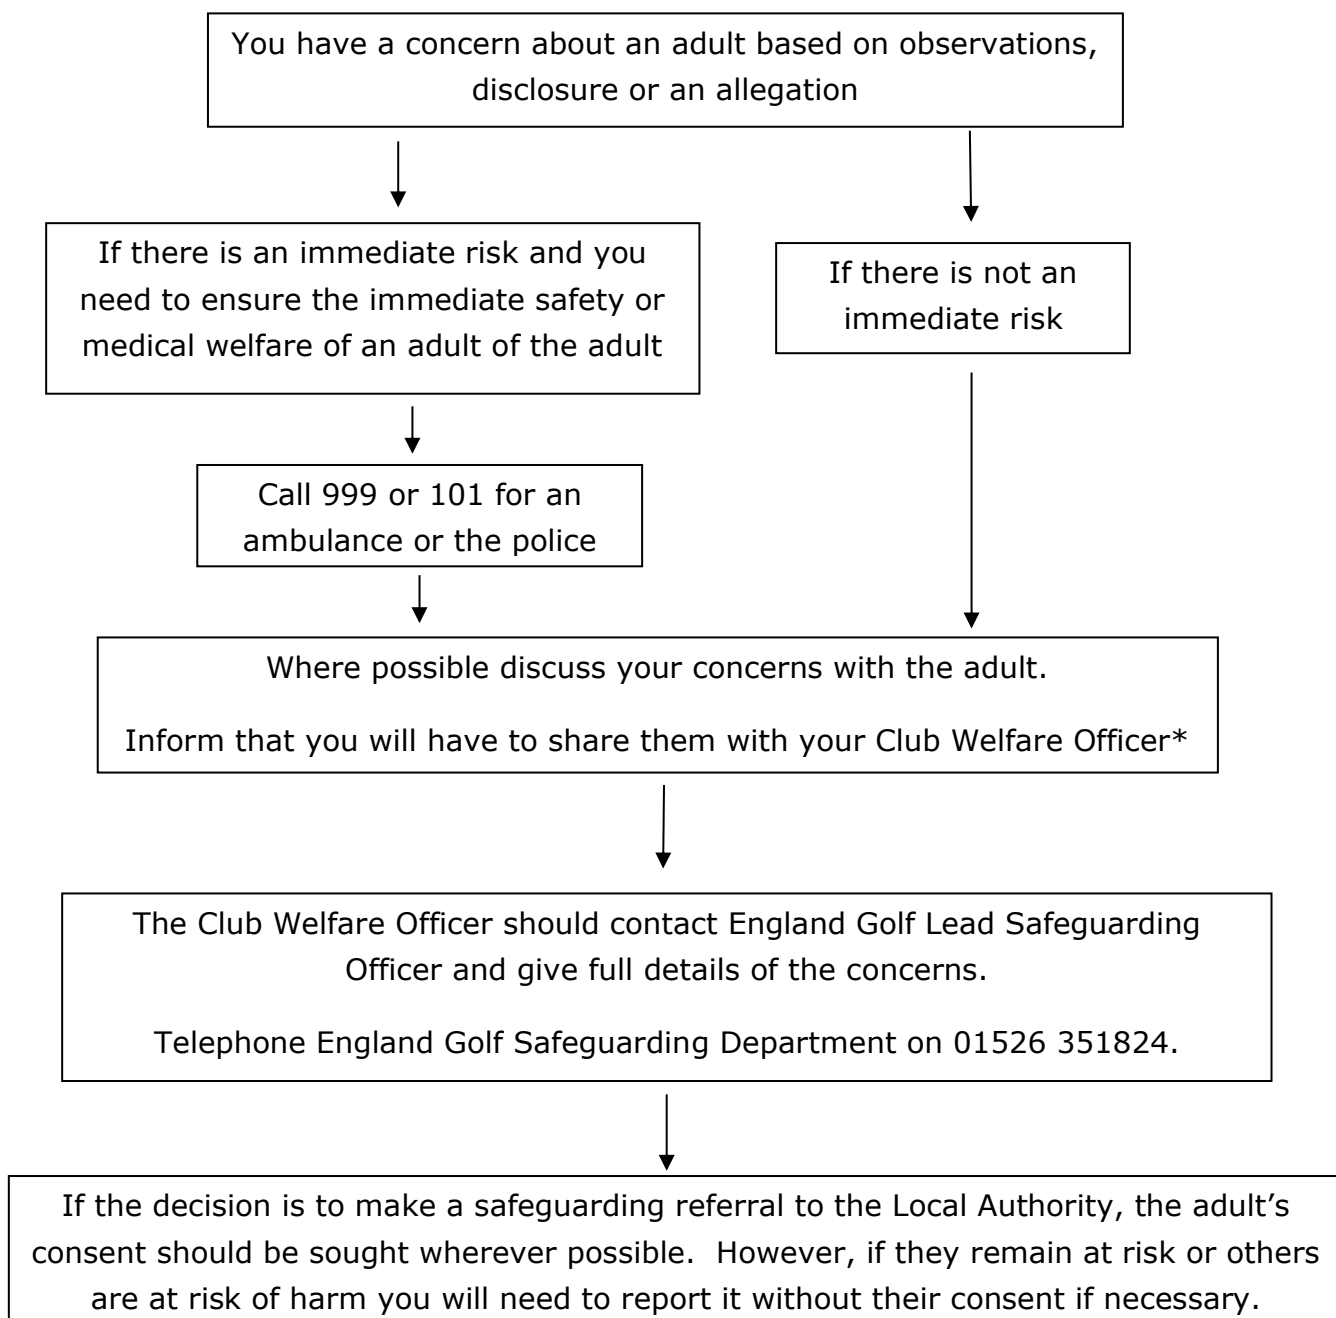 You have a concern about an adult based on observations,
disclosure or an allegation
If there is an immediate risk and you
need to ensure the immediate safety or
medical welfare of an adult of the adult
If there is not an
immediate risk
Call 999 or 101 for an
ambulance or the police
Where possible discuss your concerns with the adult.
Inform that you will have to share them with your Club Welfare Officer*
The Club Welfare Officer should contact England Golf Lead Safeguarding
Officer and give full details of the concerns.
Telephone England Golf Safeguarding Department on 01526 351824.
If the decision is to make a safeguarding referral to the Local Authority, the adult’s
consent should be sought wherever possible.  However, if they remain at risk or others
are at risk of harm you will need to report it without their consent if necessary.